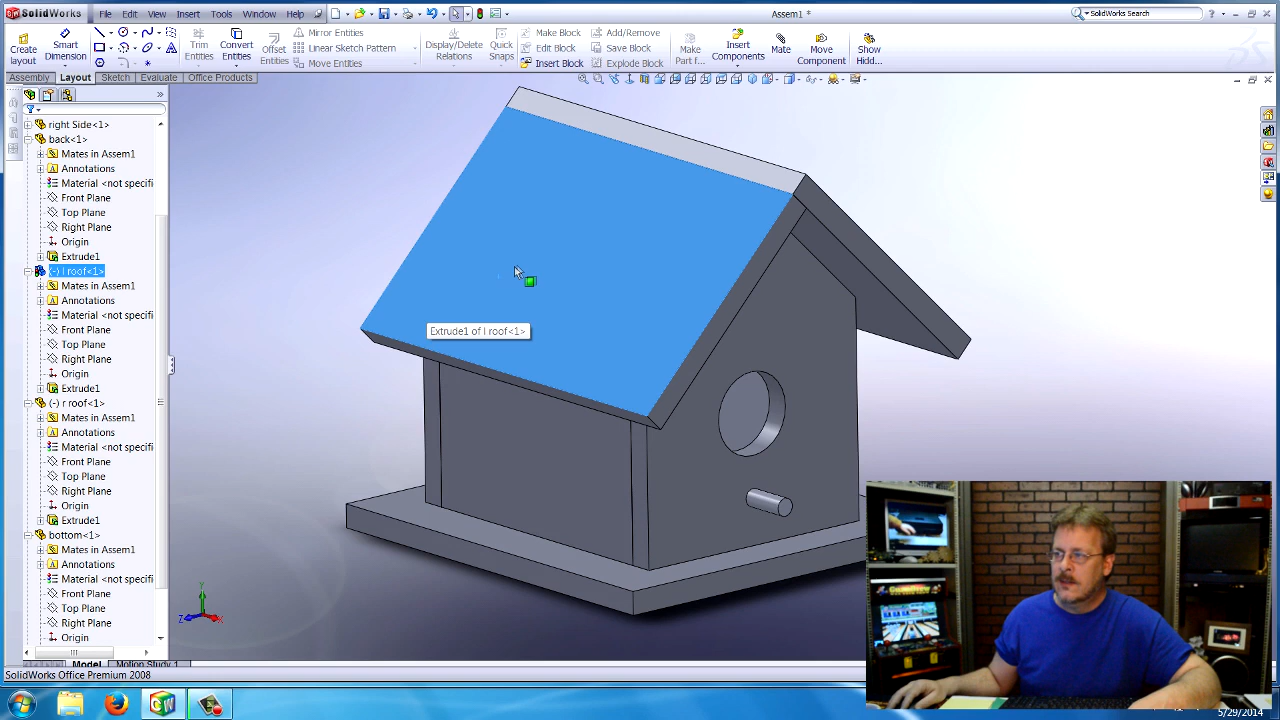 SolidWorks
File
Edit
View
Insert
Tools
Window
Help
Assem1 *
SolidWorks Search
Create layout
Smart Dimension
Trim Entities
Convert Entities
Offset Entities
Mirror Entities
Linear Sketch Pattern
Move Entities
Display/Delete Relations
Quick Snaps
Make Block
Edit Block
Insert Block
Add/Remove
Save Block
Explode Block
Make Part f...
Insert Components
Mate
Move Component
Show Hidd...
Assembly
Layout
Sketch
Evaluate
Office Products
right Side<1>
back<1>
Mates in Assem1
Annotations
Material <not specifi
Front Plane
Top Plane
Right Plane
Origin
Extrude1
(-) l roof<1>
Mates in Assem1
Annotations
Material <not specifi
Front Plane
Top Plane
Right Plane
Origin
Extrude1
(-) r roof<1>
Mates in Assem1
Annotations
Material <not specifi
Front Plane
Top Plane
Right Plane
Origin
Extrude1
bottom<1>
Mates in Assem1
Annotations
Material <not specifi
Front Plane
Top Plane
Right Plane
Origin
Extrude1 of l roof<1>
Y
Z
X
Model
Motion Study 1
SolidWorks Office Premium 2008
5/29/2014